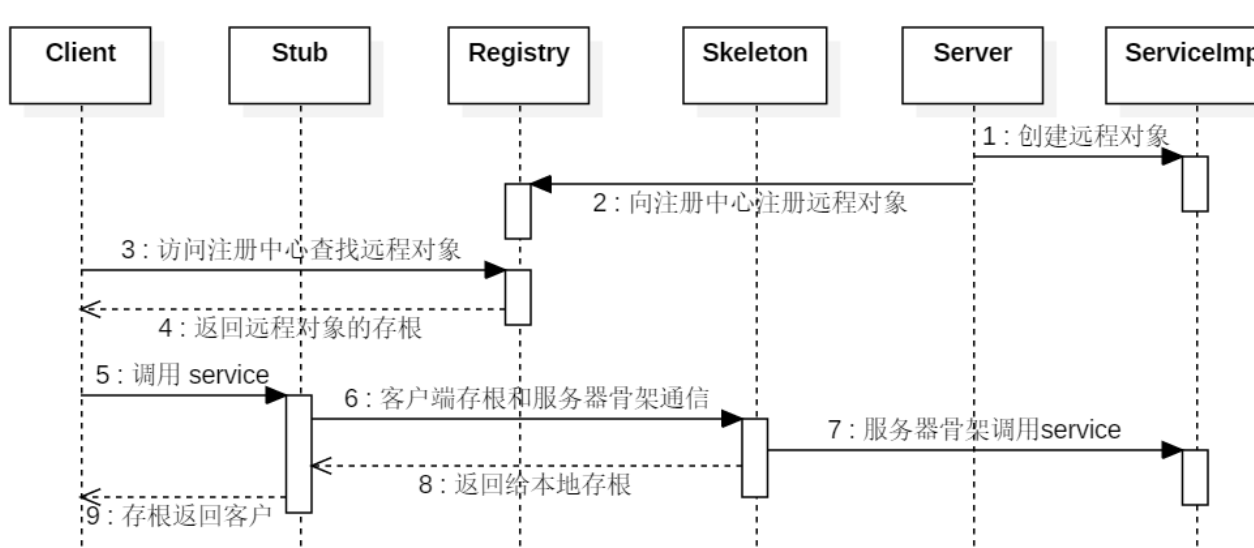 Client
Stub
Registry
Skeleton
Server
ServiceImp
1 : 创建远程对象
2 : 向注册中心注册远程对象
3 : 访问注册中心查找远程对象
4 : 返回远程对象的存根
5 : 调用 service
6 : 客户端存根和服务器骨架通信
7 : 服务器骨架调用service
8 : 返回给本地存根
9 : 存根返回客户